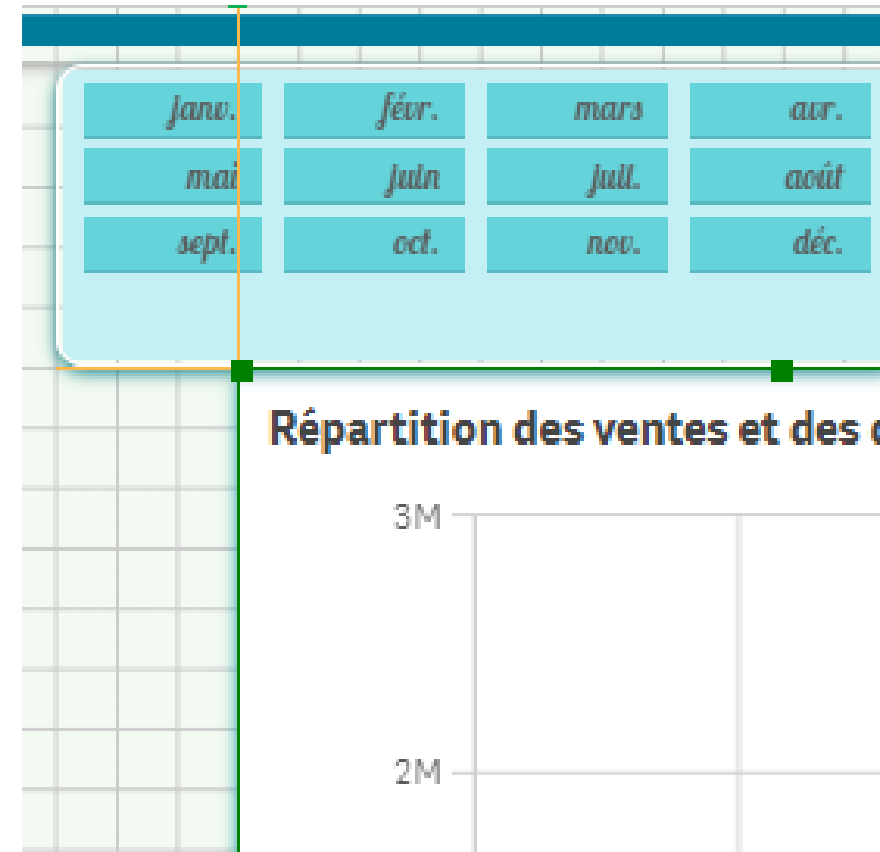 janv. févr. mars avr.
mai juin juil. août
sept. oct. nov. déc.
Répartition des ventes et des
3M
2M